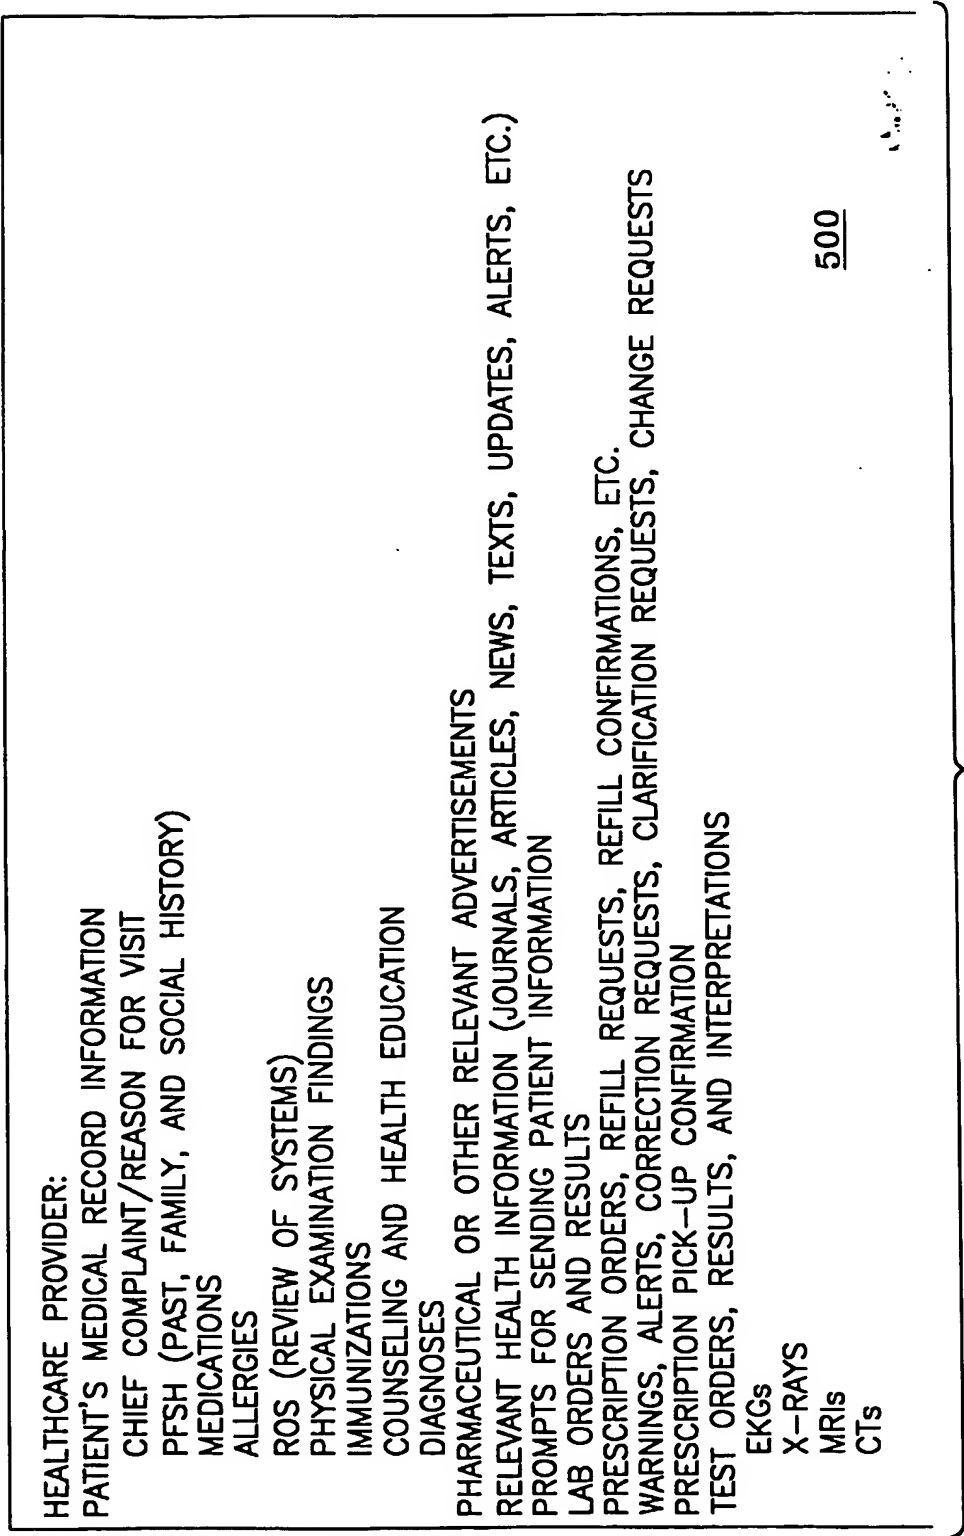 HEALTHCARE PROVIDER:
PATIENT'S MEDICAL RECORD INFORMATION
CHIEF COMPLAINT/REASON FOR VISIT
PFSH (PAST, FAMILY, AND SOCIAL HISTORY)
MEDICATIONS
ALLERGIES
ROS (REVIEW OF SYSTEMS)
PHYSICAL EXAMINATION FINDINGS
IMMUNIZATIONS
COUNSELING AND HEALTH EDUCATION
DIAGNOSES
PHARMACEUTICAL OR OTHER RELEVANT ADVERTISEMENTS
RELEVANT HEALTH INFORMATION (JOURNALS, ARTICLES, NEWS, TEXTS, UPDATES, ALERTS, ETC.)
PROMPTS FOR SENDING PATIENT INFORMATION
LAB ORDERS AND RESULTS
PRESCRIPTION ORDERS, REFILL REQUESTS, REFILL CONFIRMATIONS, ETC.
WARNINGS, ALERTS, CORRECTION REQUESTS, CLARIFICATION REQUESTS, CHANGE REQUESTS
PRESCRIPTION PICK-UP CONFIRMATION
TEST ORDERS, RESULTS, AND INTERPRETATIONS
EKGs
X-RAYS
MRIs
CTs
500